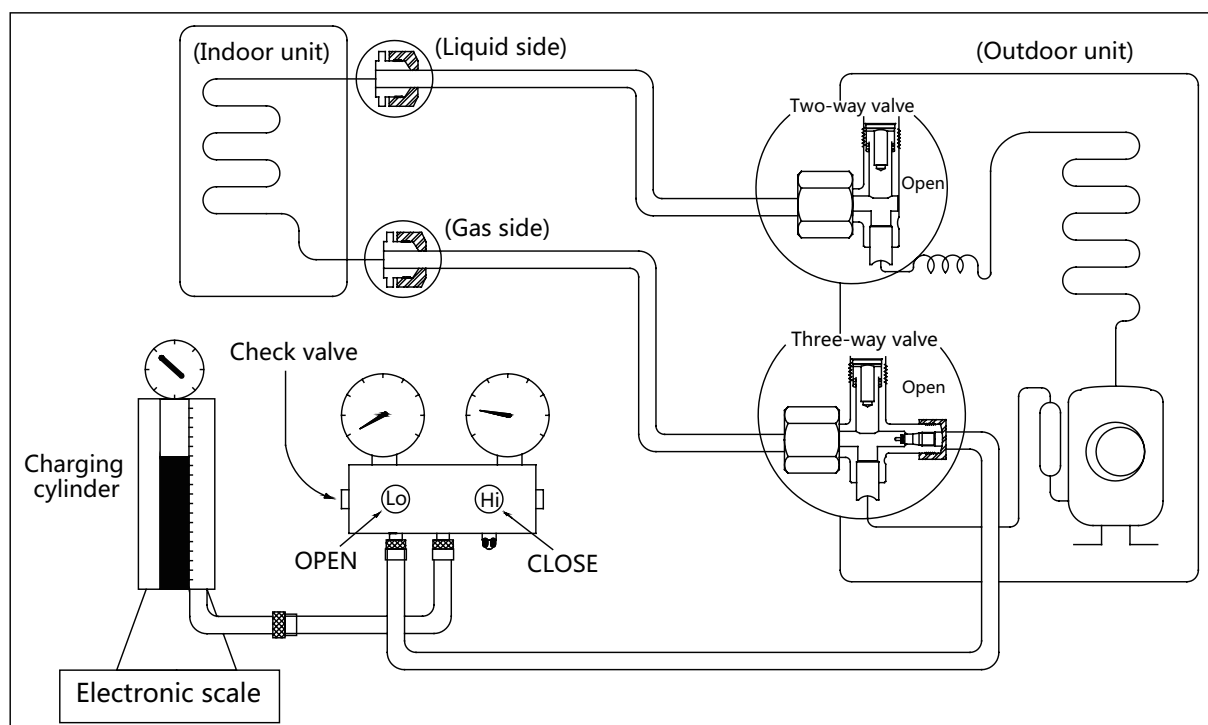 (Indoor unit)
(Liquid side)
(Outdoor unit)
Two-way valve
Open
(Gas side)
Three-way valve
Open
Check valve
Charging
cylinder
Lo
Hi
OPEN
CLOSE
Electronic scale